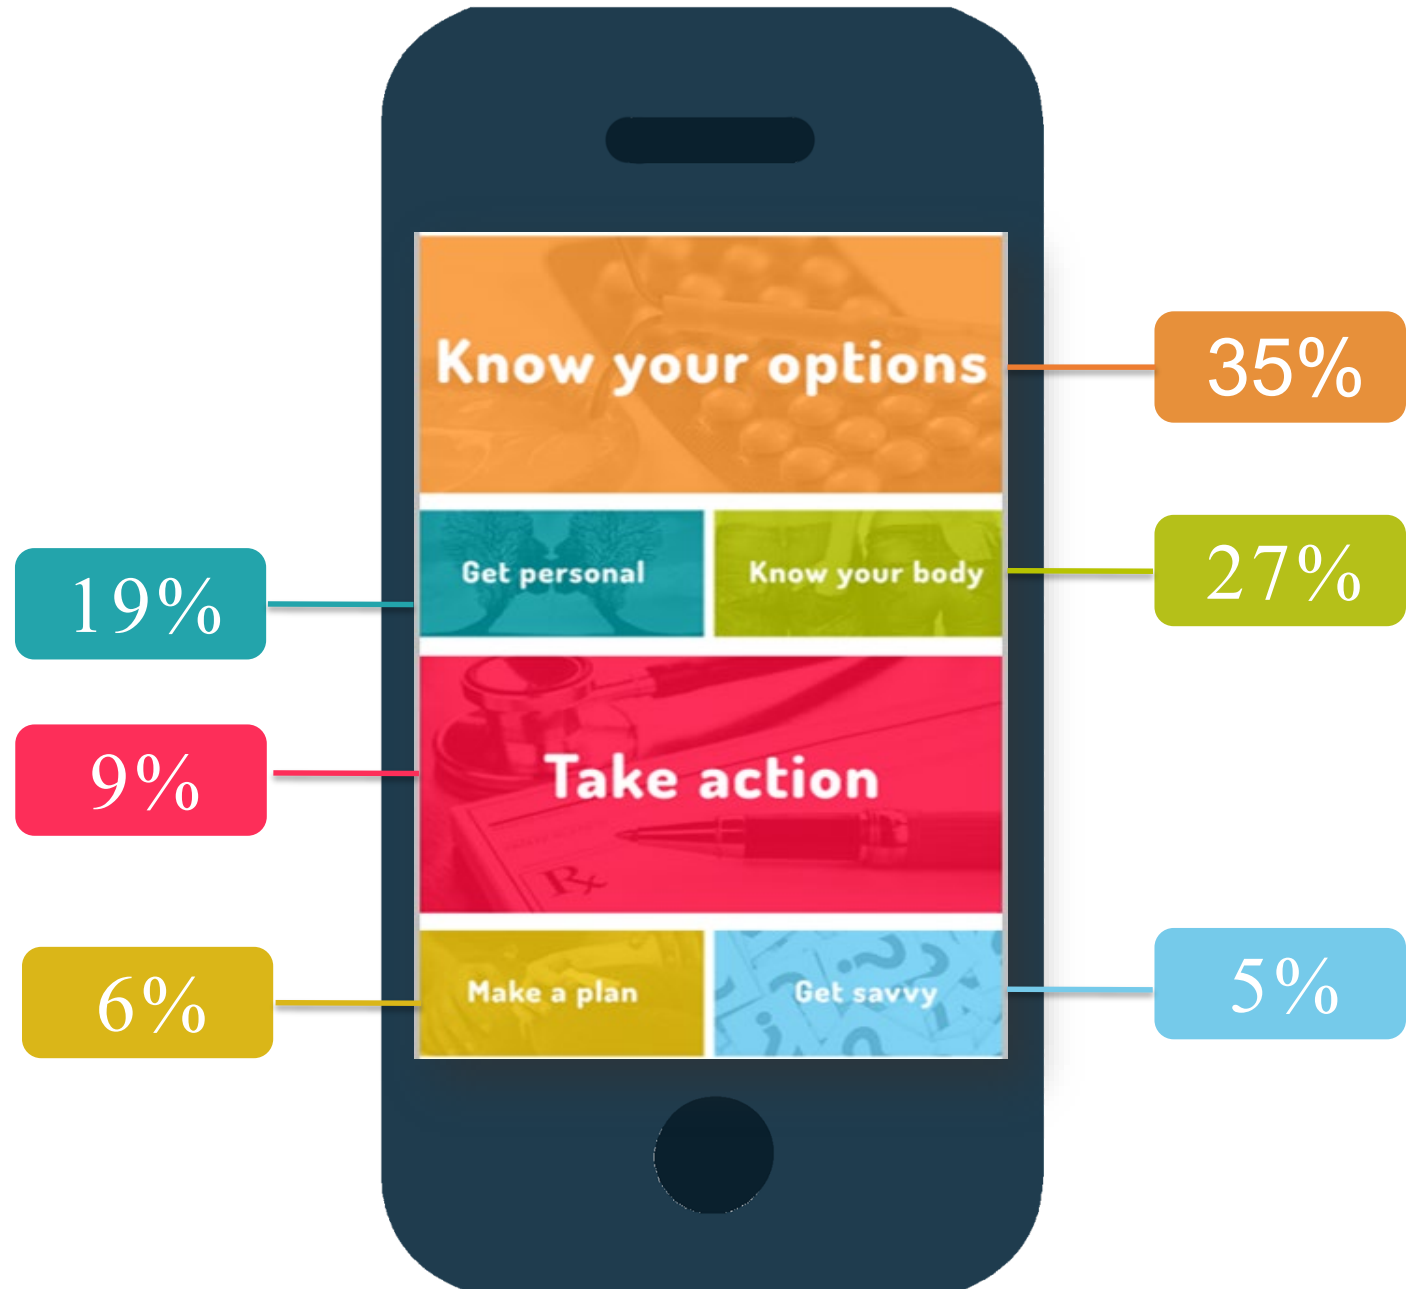 Know your options
35%
Get personal
Know your body
19%
27%
Take action
9%
Rx
Make a plan
Get savvy
6%
5%